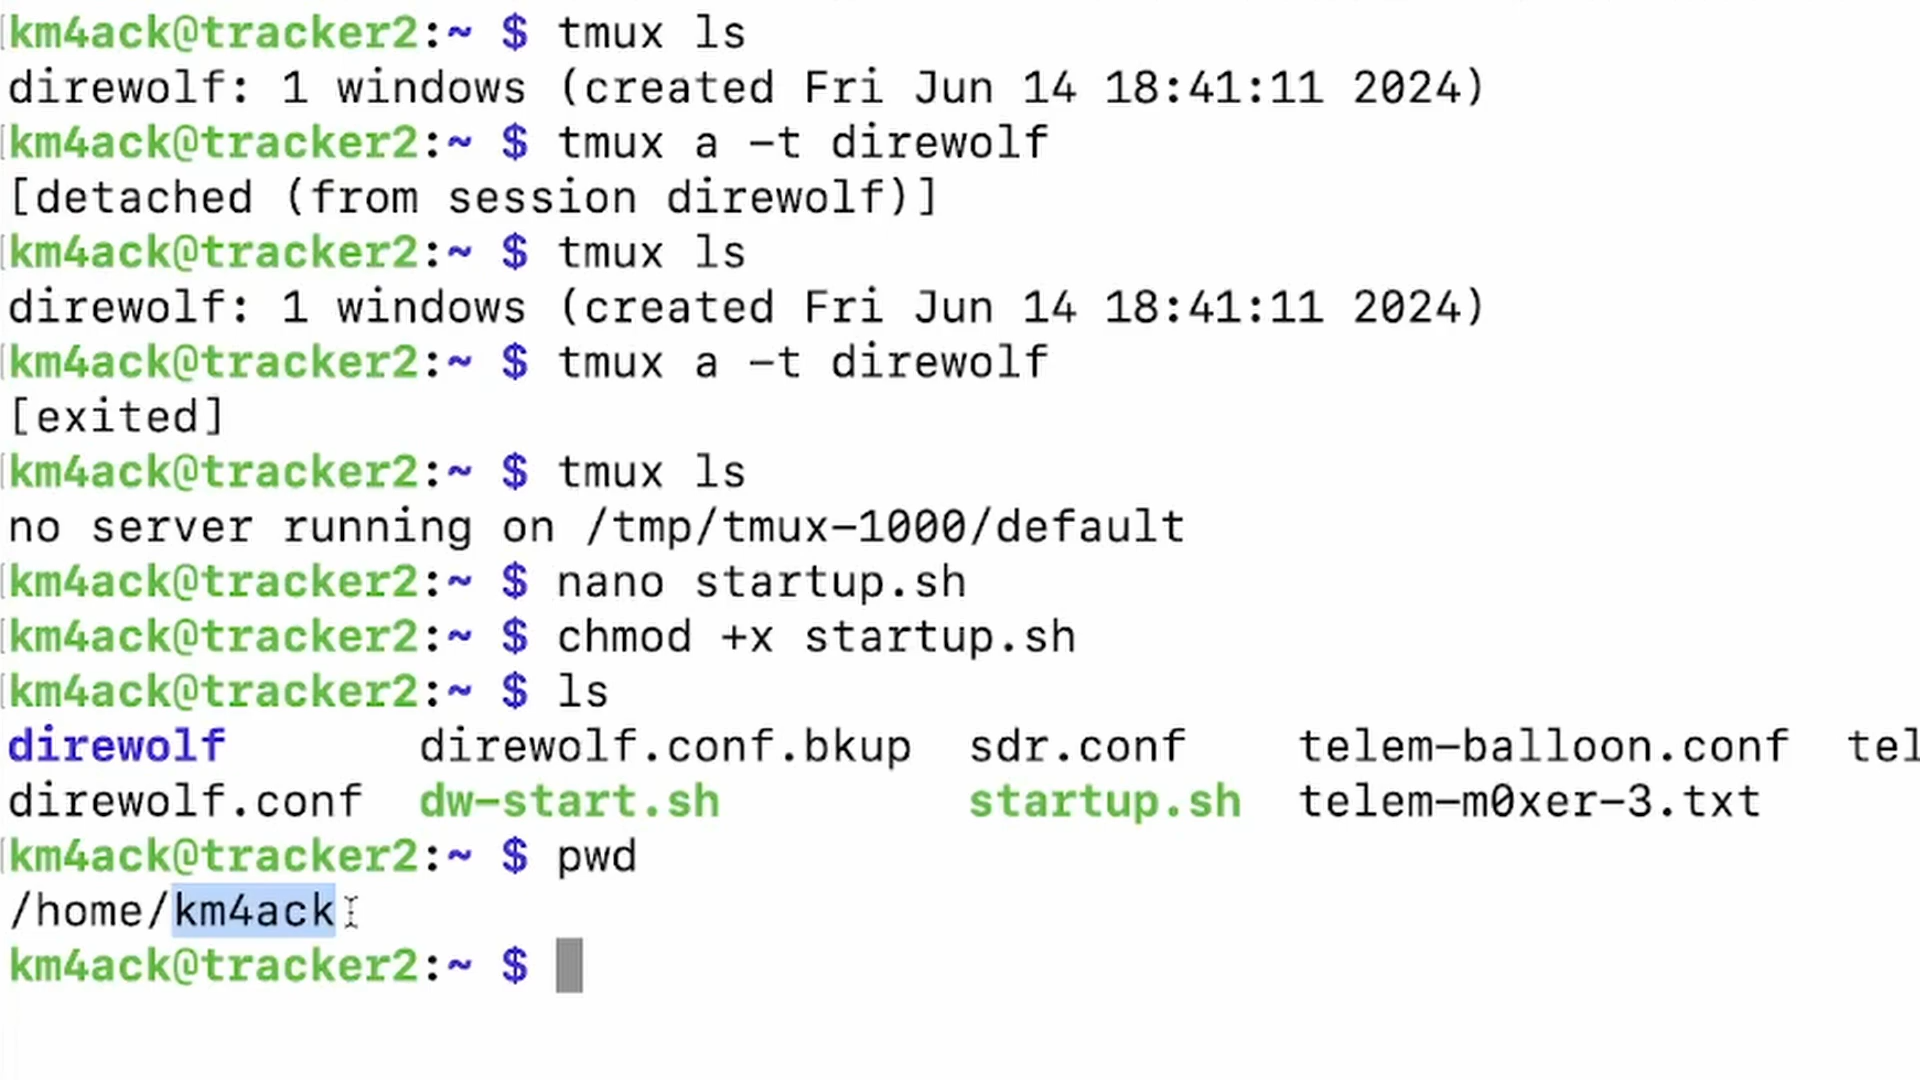 km4ack@tracker2:~ $ tmux ls
direwolf: 1 windows (created Fri Jun 14 18:41:11 2024)
km4ack@tracker2:~ $ tmux a -t direwolf
[detached (from session direwolf)]
km4ack@tracker2:~ $ tmux ls
direwolf: 1 windows (created Fri Jun 14 18:41:11 2024)
km4ack@tracker2:~ $ tmux a -t direwolf
[exited]
km4ack@tracker2:~ $ tmux ls
no server running on /tmp/tmux-1000/default
km4ack@tracker2:~ $ nano startup.sh
km4ack@tracker2:~ $ chmod +x startup.sh
km4ack@tracker2:~ $ ls
direwolf direwolf.conf.bkup sdr.conf telem-balloon.conf tel
direwolf.conf dw-start.sh startup.sh telem-m0xer-3.txt
km4ack@tracker2:~ $ pwd
/home/km4ack
km4ack@tracker2:~ $